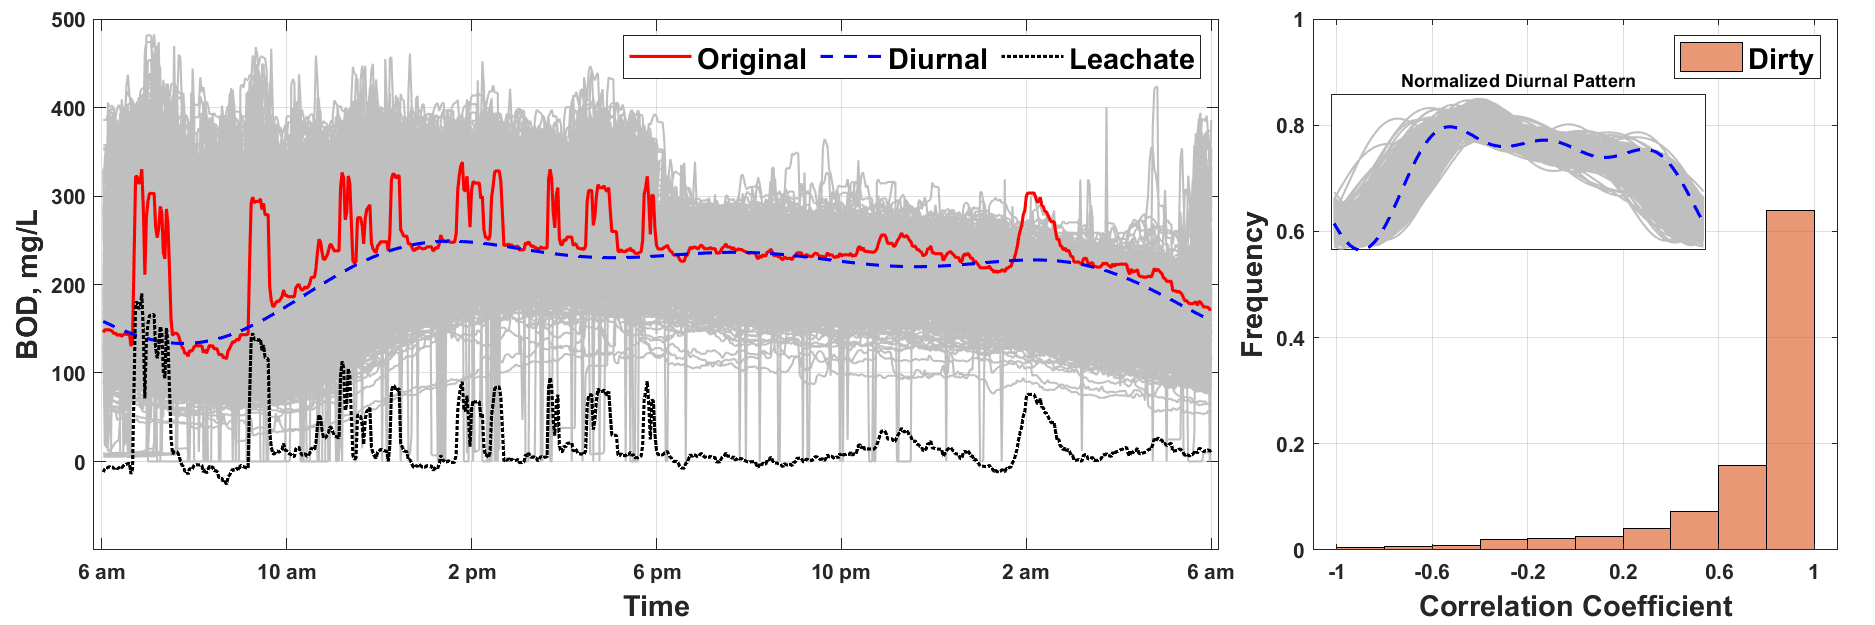 500
400
300
200
100
0
BOD, mg/L
Original Diurnal Leachate
6 am 10 am 2 pm 6 pm 10 pm 2 am 6 am
Time
1
0.8
0.6
0.4
0.2
0
Frequency
Dirty
Normalized Diurnal Pattern
-1 -0.6 -0.2 0.2 0.6 1
Correlation Coefficient